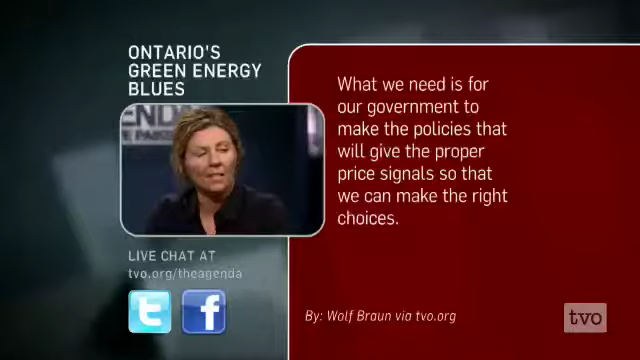 ONTARIO'S
GREEN ENERGY
BLUES
What we need is for
our government to
make the policies that
will give the proper
price signals so that
we can make the right
choices.
LIVE CHAT AT
tvo.org/theagenda
By: Wolf Braun via tvo.org
tvo